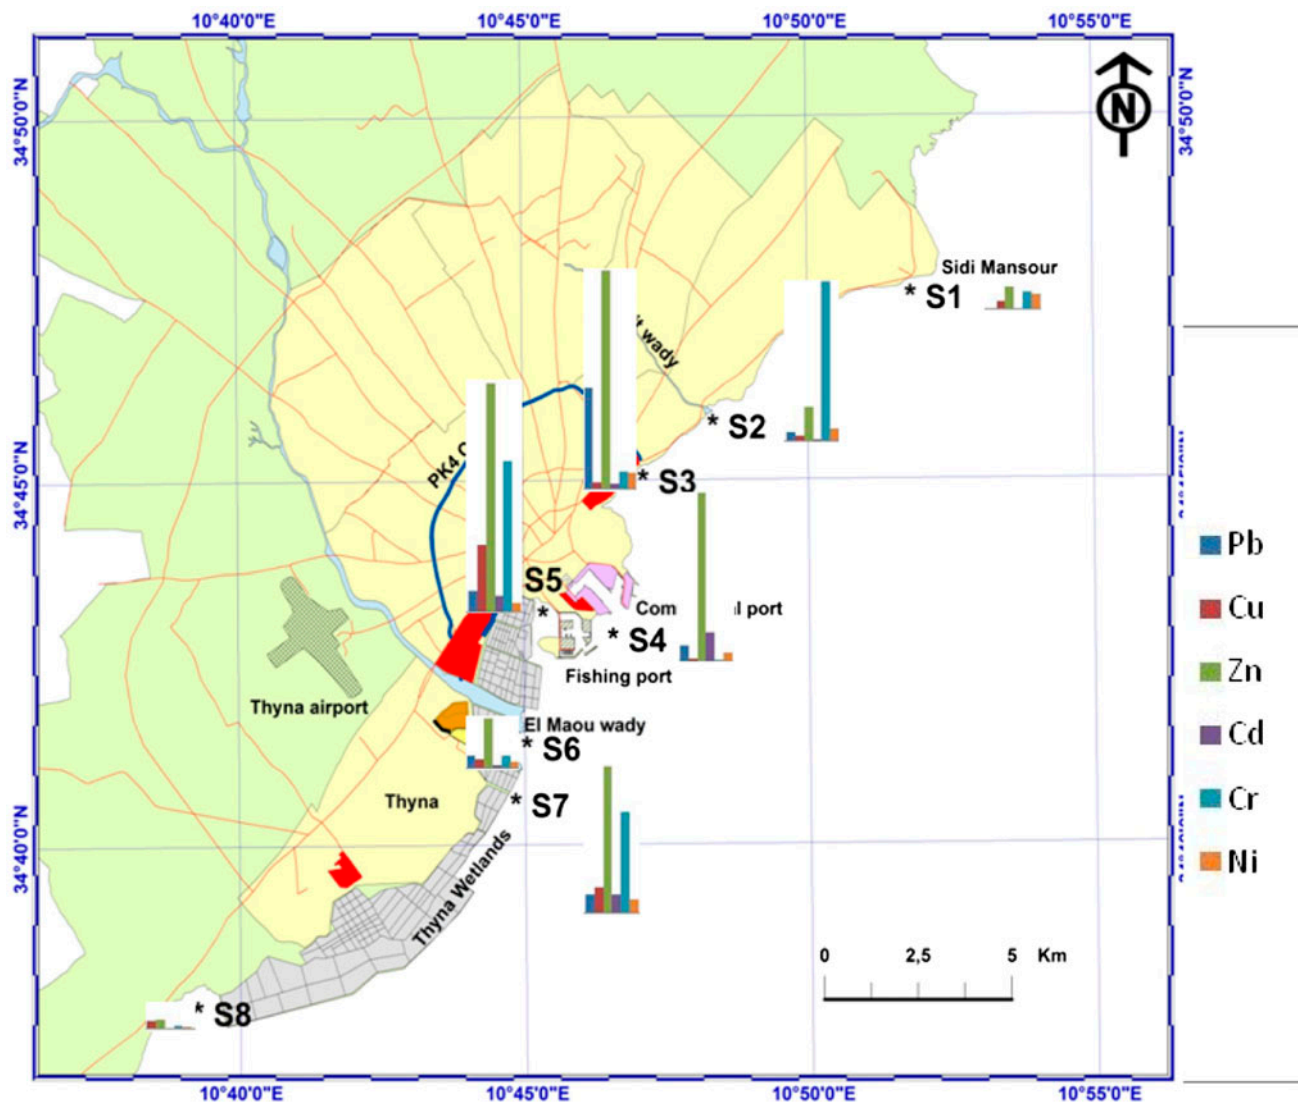 10°40'0"E 10°45'0"E 10°50'0"E 10°55'0"E
34°50'0"N 34°50'0"N
N
Sidi Mansour
* S1
wady
* S2
PK4
* S3
34°45'0"N
Pb
S5
*
Cu
Com l port
* S4
Fishing port
Zn
Thyna airport
El Maou wady
* S6
Cd
Thyna
* S7
Cr
34°40'0"N
Ni
Thyna Wetlands
0 2,5 5 Km
* S8
10°40'0"E 10°45'0"E 10°50'0"E 10°55'0"E